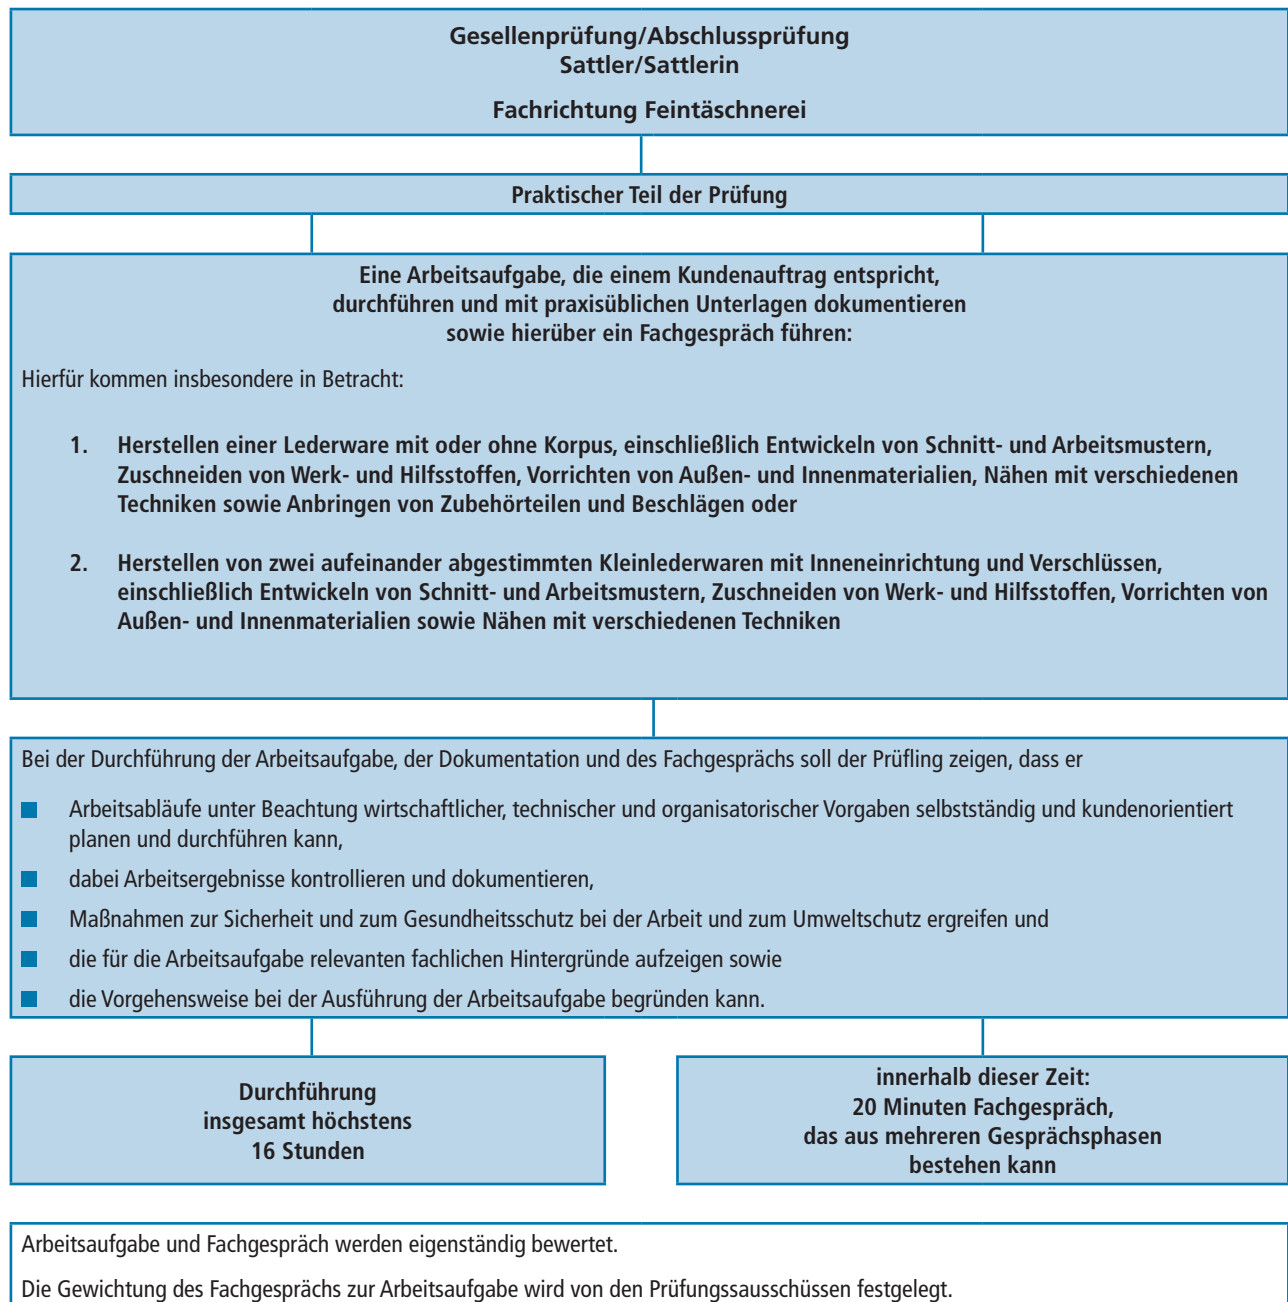 Gesellenprüfung/Abschlussprüfung
Sattler/Sattlerin
Fachrichtung Feintäschnerei
Praktischer Teil der Prüfung
Eine Arbeitsaufgabe, die einem Kundenauftrag entspricht,
durchführen und mit praxisüblichen Unterlagen dokumentieren
sowie hierüber ein Fachgespräch führen:
Hierfür kommen insbesondere in Betracht:
1. Herstellen einer Lederware mit oder ohne Korpus, einschließlich Entwickeln von Schnitt- und Arbeitsmustern,
Zuschneiden von Werk- und Hilfsstoffen, Vorrichten von Außen- und Innenmaterialien, Nähen mit verschiedenen
Techniken sowie Anbringen von Zubehörteilen und Beschlägen oder
2. Herstellen von zwei aufeinander abgestimmten Kleinlederwaren mit Inneneinrichtung und Verschlüssen,
einschließlich Entwickeln von Schnitt- und Arbeitsmustern, Zuschneiden von Werk- und Hilfsstoffen, Vorrichten von
Außen- und Innenmaterialien sowie Nähen mit verschiedenen Techniken
Bei der Durchführung der Arbeitsaufgabe, der Dokumentation und des Fachgesprächs soll der Prüfling zeigen, dass er
Arbeitsabläufe unter Beachtung wirtschaftlicher, technischer und organisatorischer Vorgaben selbstständig und kundenorientiert
planen und durchführen kann,
dabei Arbeitsergebnisse kontrollieren und dokumentieren,
Maßnahmen zur Sicherheit und zum Gesundheitsschutz bei der Arbeit und zum Umweltschutz ergreifen und
die für die Arbeitsaufgabe relevanten fachlichen Hintergründe aufzeigen sowie
die Vorgehensweise bei der Ausführung der Arbeitsaufgabe begründen kann.
Durchführung
insgesamt höchstens
16 Stunden
innerhalb dieser Zeit:
20 Minuten Fachgespräch,
das aus mehreren Gesprächsphasen
bestehen kann
Arbeitsaufgabe und Fachgespräch werden eigenständig bewertet.
Die Gewichtung des Fachgesprächs zur Arbeitsaufgabe wird von den Prüfungssausschüssen festgelegt.